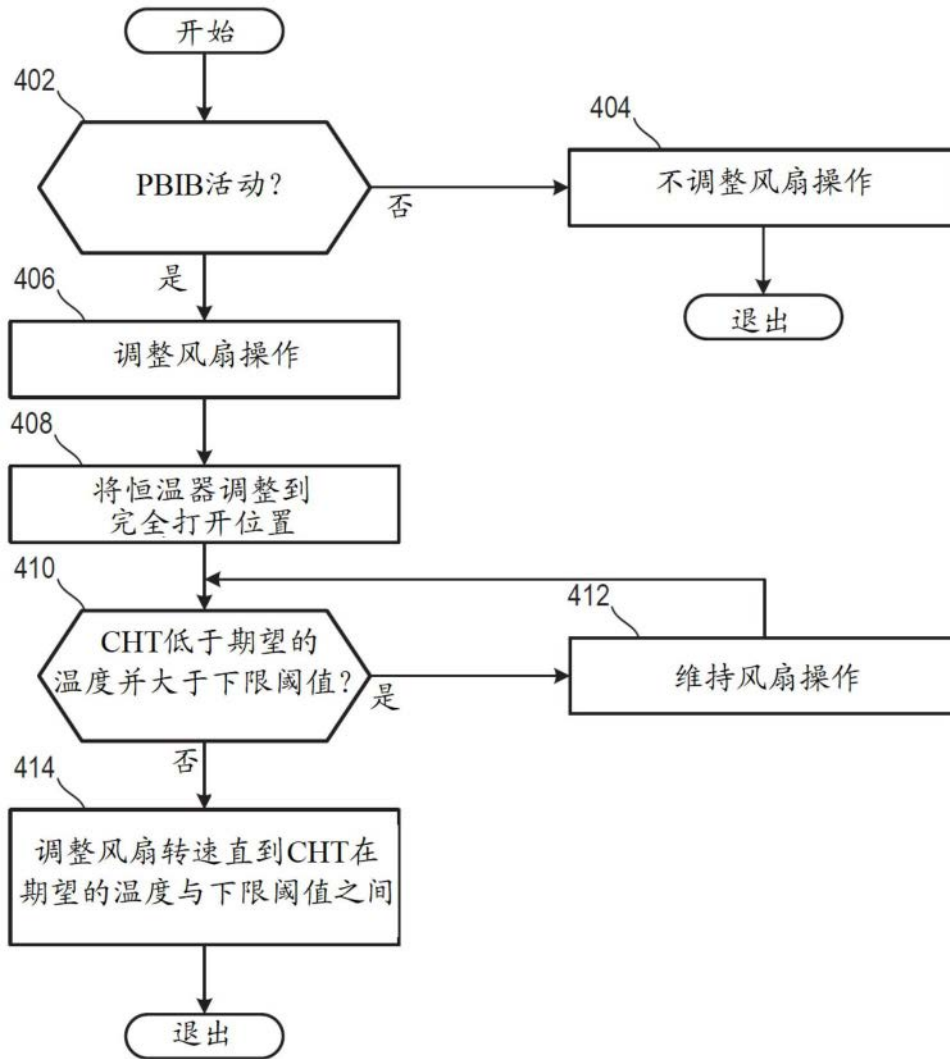 开始
402
PBIB活动?
否
404
不调整风扇操作
退出
是
406
调整风扇操作
408
将恒温器调整到
完全打开位置
410
CHT低于期望的
温度并大于下限阈值?
是
412
维持风扇操作
否
414
调整风扇转速直到CHT在
期望的温度与下限阈值之间
退出